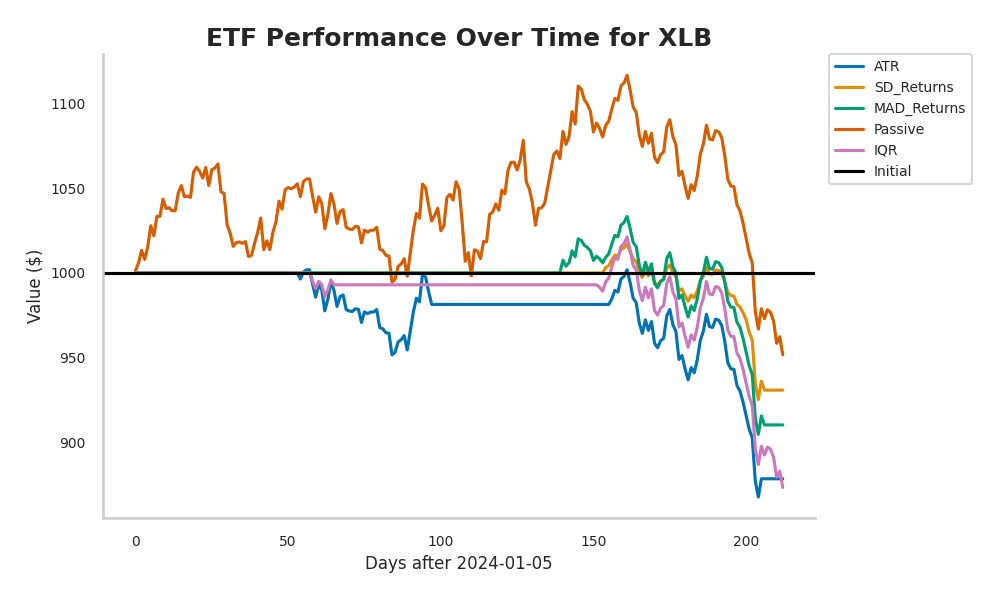 ETF Performance Over Time for XLB
ATR
SD_Returns
MAD_Returns
Passive
IQR
Initial
1100
1050
1000
950
900
Value ($)
0 50 100 150 200
Days after 2024-01-05